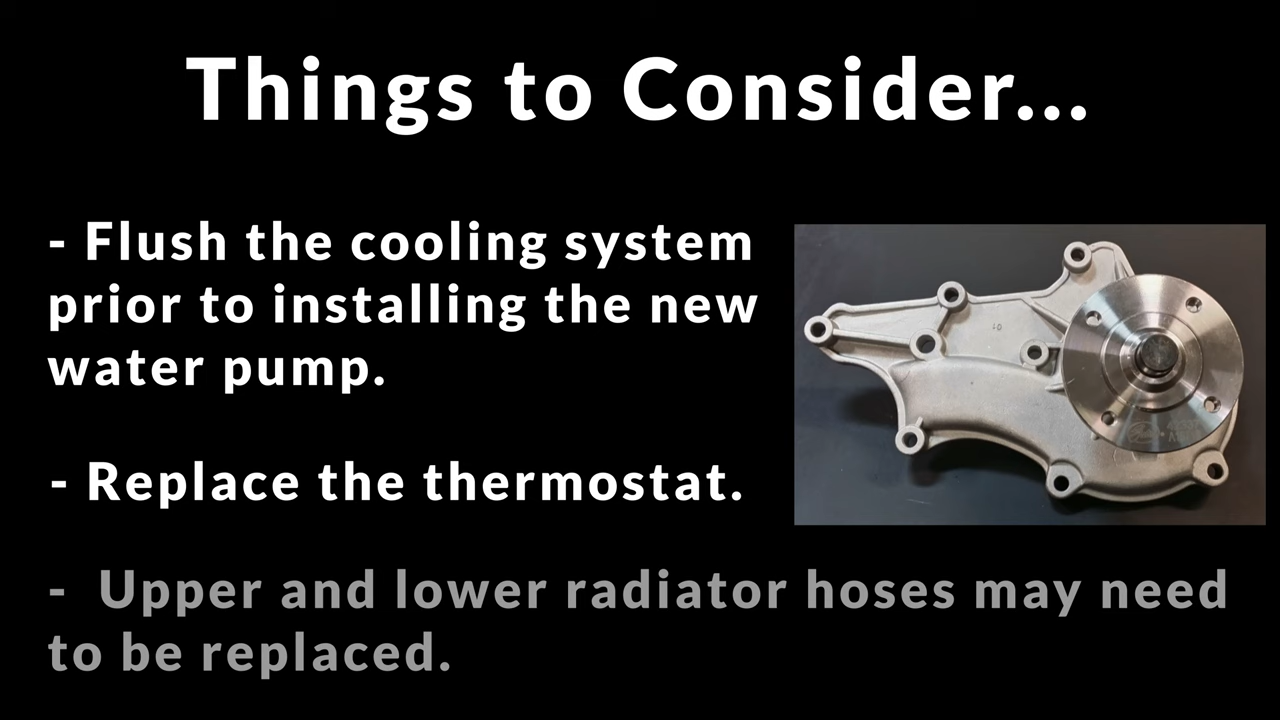 Things to Consider...
- Flush the cooling system
prior to installing the new
water pump.
- Replace the thermostat.
- Upper and lower radiator hoses may need
to be replaced.